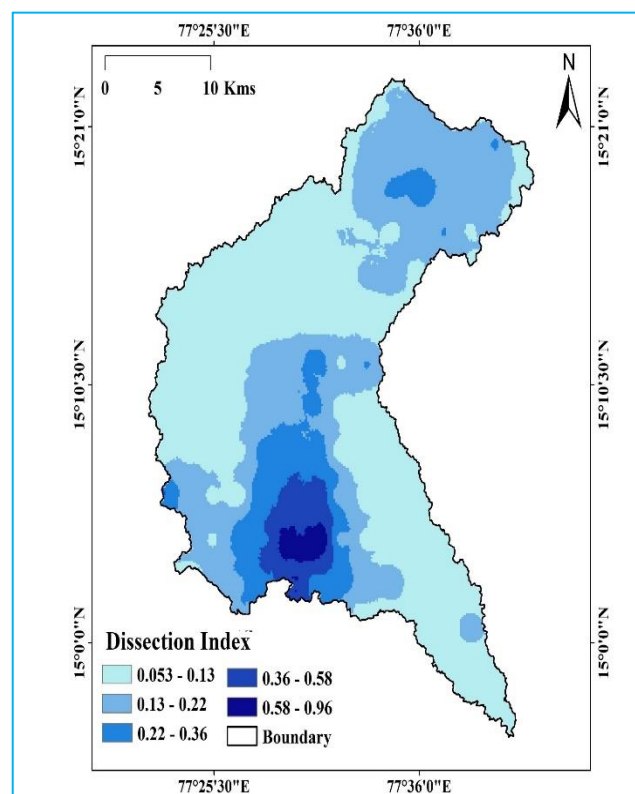 77°25'30"E 77°36'0"E
0 5 10 Kms
N
15°21'0"N 15°21'0"N
15°10'30"N 15°10'30"N
15°0'0"N 15°0'0"N
Dissection Index
0.053 - 0.13 0.36 - 0.58
0.13 - 0.22 0.58 - 0.96
0.22 - 0.36 Boundary
77°25'30"E 77°36'0"E